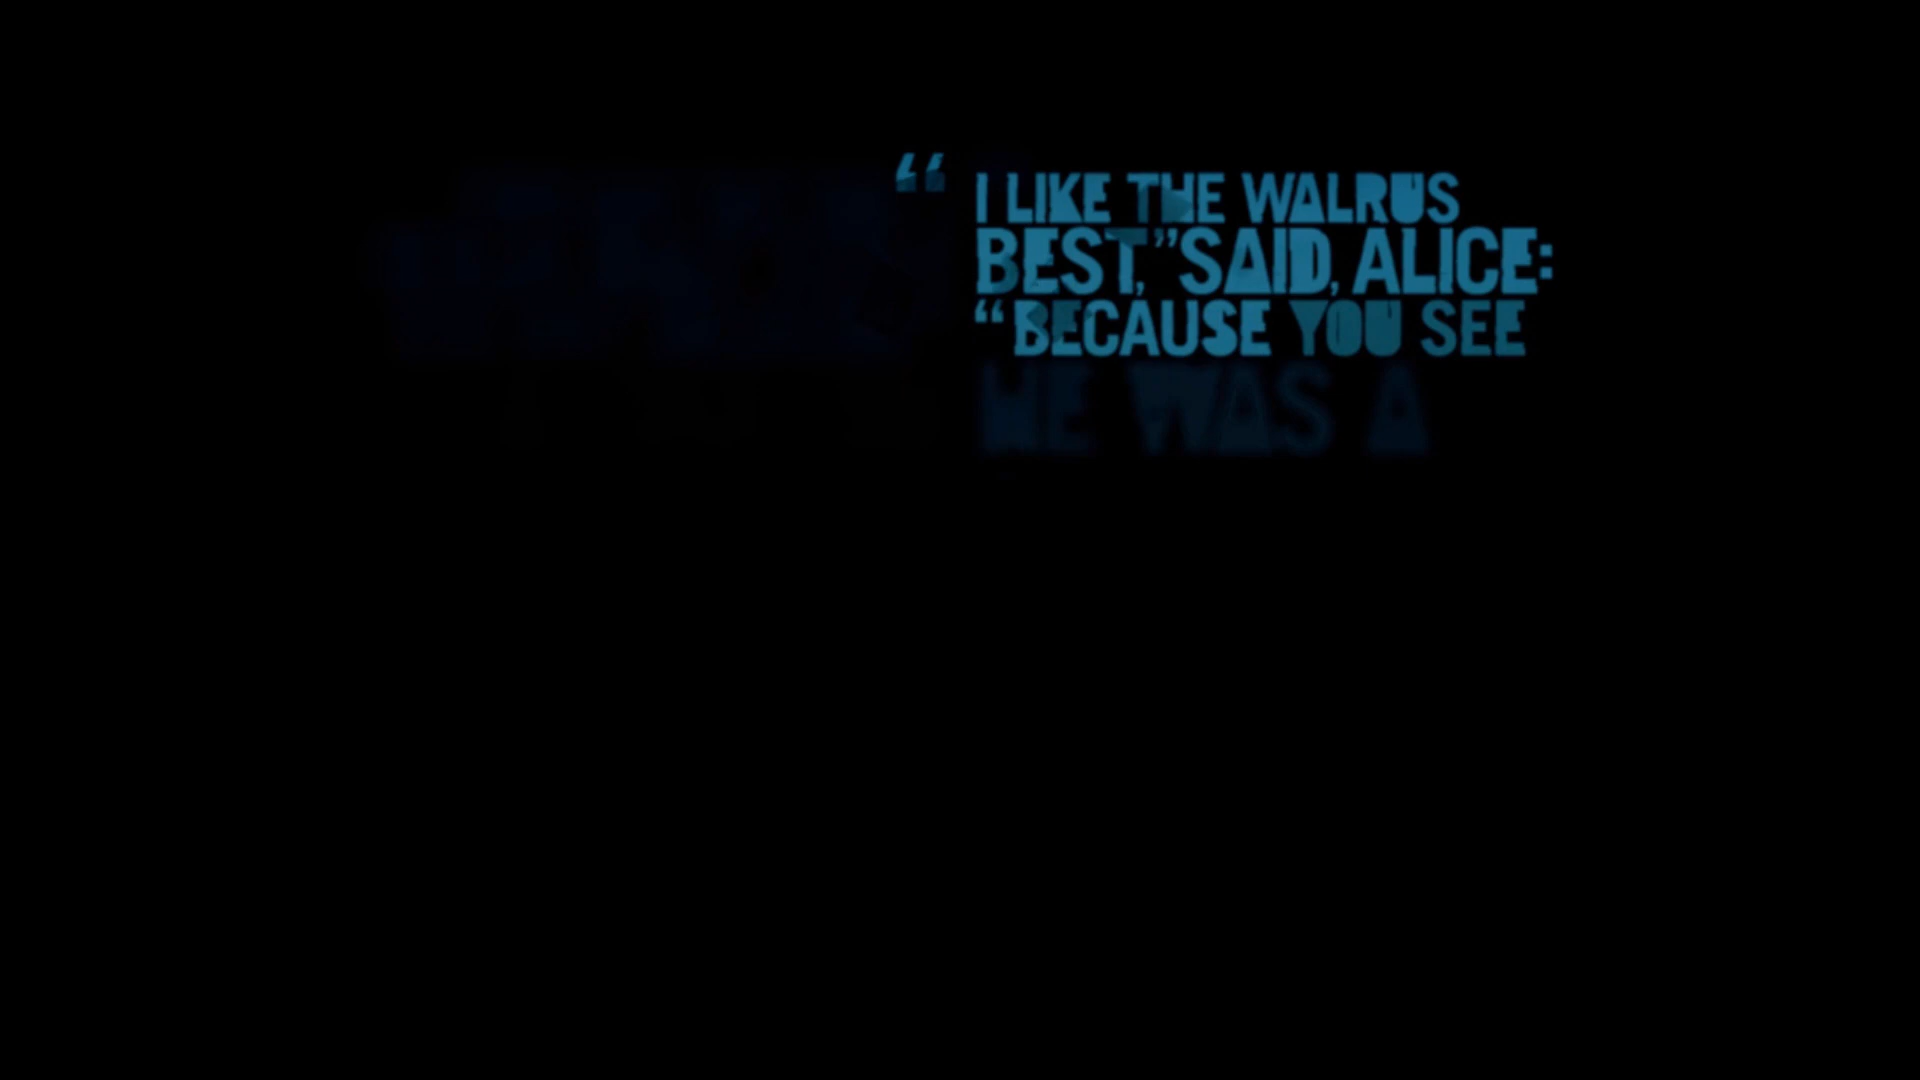 “ I LIKE THE WALRUS
BEST,”SAID, ALICE:
“BECAUSE YOU SEE
HE WAS A